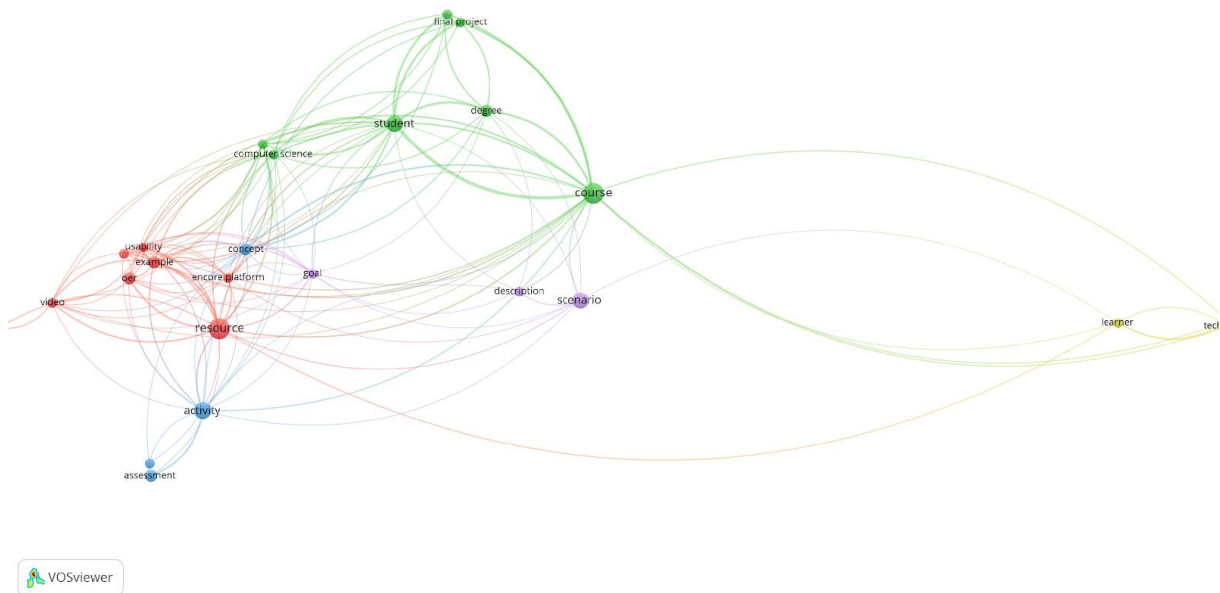 final project
degree
student
computer science
course
usability
concept
example
goal
oer
encore platform
description
video
scenario
learner
tech
resource
activity
assessment
VOSviewer